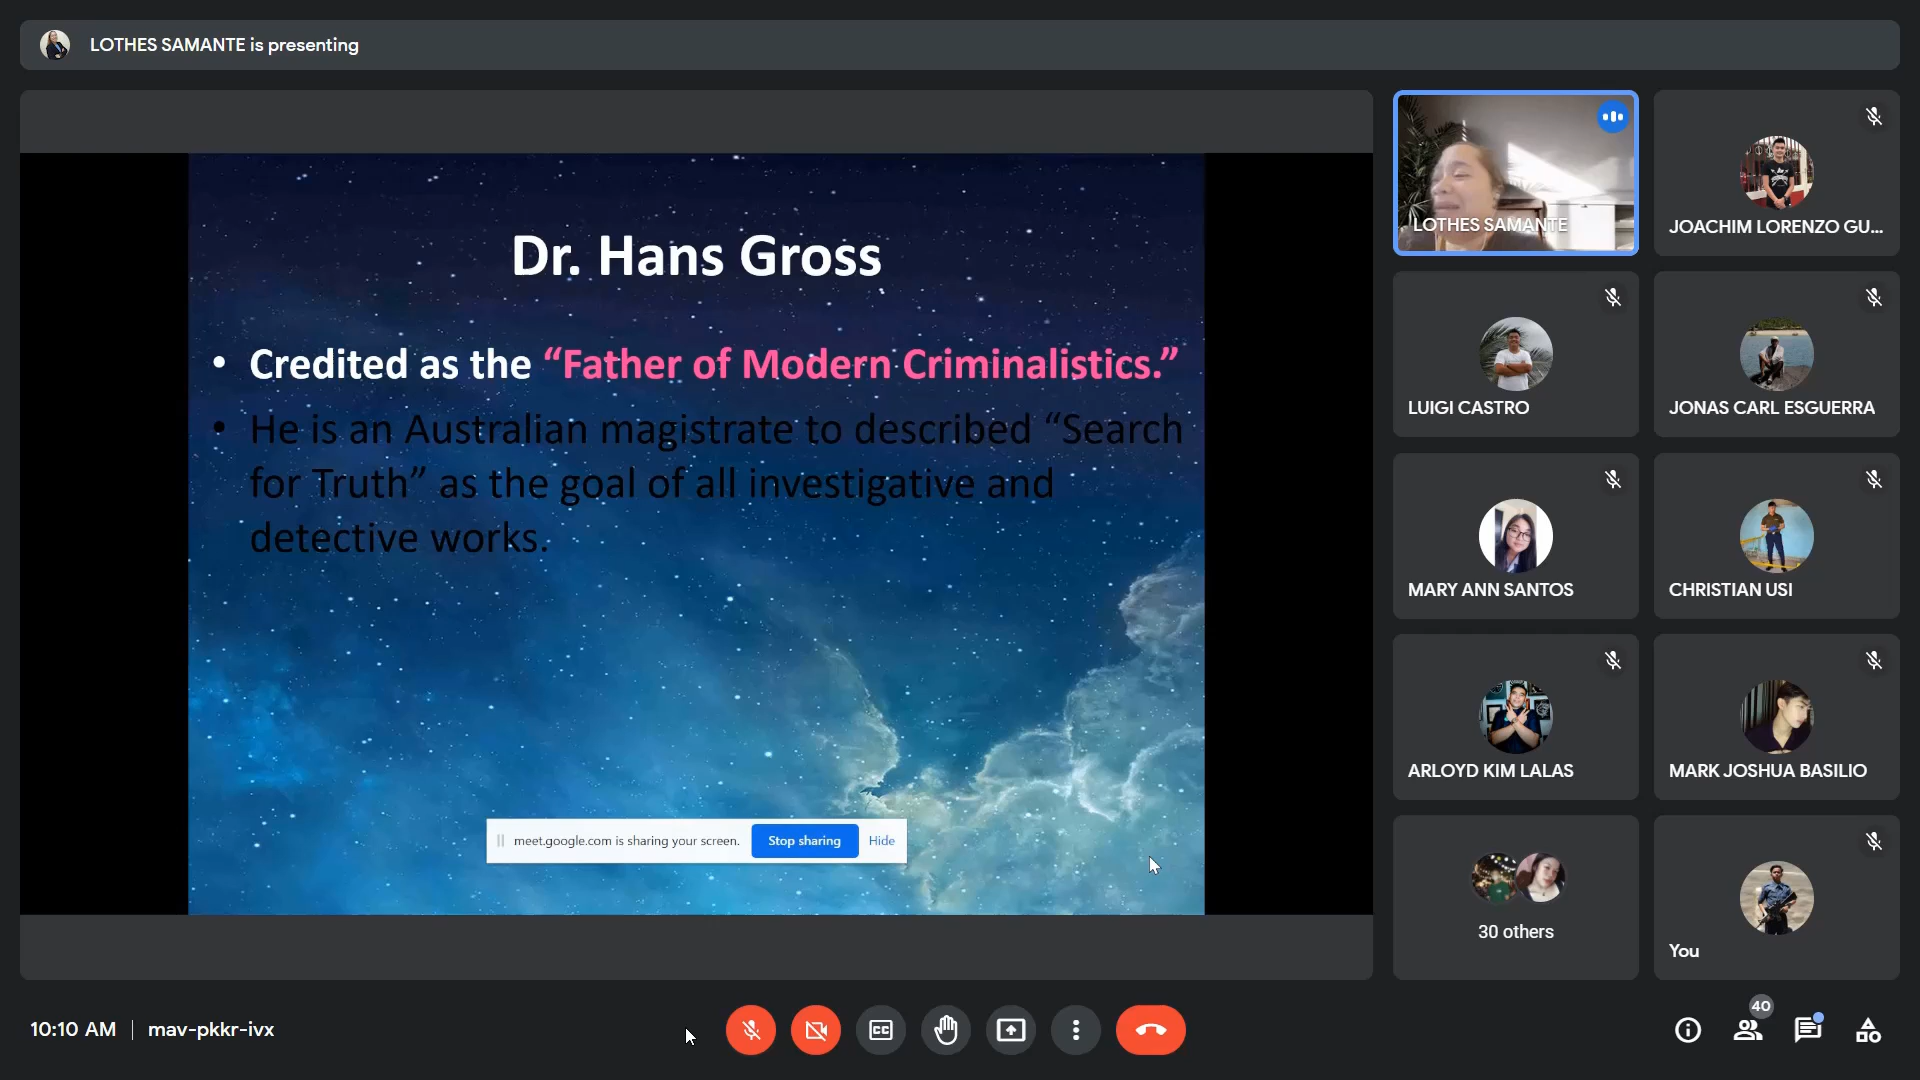 LOTHES SAMANTE is presenting
Dr. Hans Gross
• Credited as the “Father of Modern Criminalistics.”
• He is an Australian magistrate to described “Search
for Truth” as the goal of all investigative and
detective works.
meet.google.com is sharing your screen. Stop sharing Hide
LOTHES SAMANTE
JOACHIM LORENZO GU...
LUIGI CASTRO
JONAS CARL ESGUERRA
MARY ANN SANTOS
CHRISTIAN USI
ARLOYD KIM LALAS
MARK JOSHUA BASILIO
30 others
You
10:10 AM | mav-pkkr-ivx
CC
40